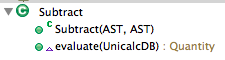 Subtract
Subtract(AST, AST)
evaluate(UnicalcDB) : Quantity